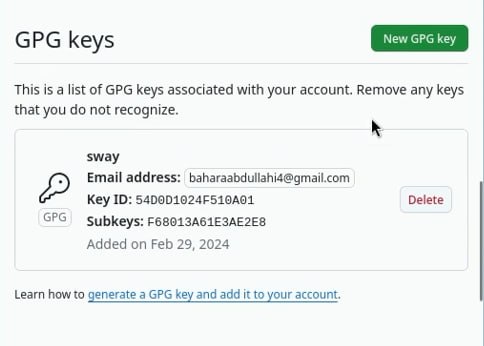 GPG keys
New GPG key
This is a list of GPG keys associated with your account. Remove any keys
that you do not recognize.
sway
Email address: baharaabdullahi4@gmail.com
Key ID: 54D0D1024F510A01
Subkeys: F68013A61E3AE2E8
Added on Feb 29, 2024
GPG
Delete
Learn how to generate a GPG key and add it to your account.